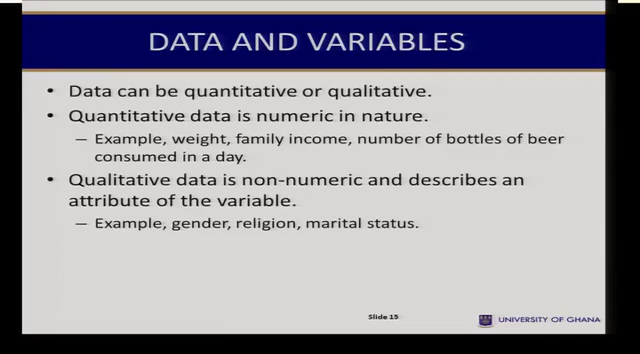 DATA AND VARIABLES
• Data can be quantitative or qualitative.
• Quantitative data is numeric in nature.
– Example, weight, family income, number of bottles of beer
consumed in a day.
• Qualitative data is non-numeric and describes an
attribute of the variable.
– Example, gender, religion, marital status.
Slide 15
UNIVERSITY OF GHANA